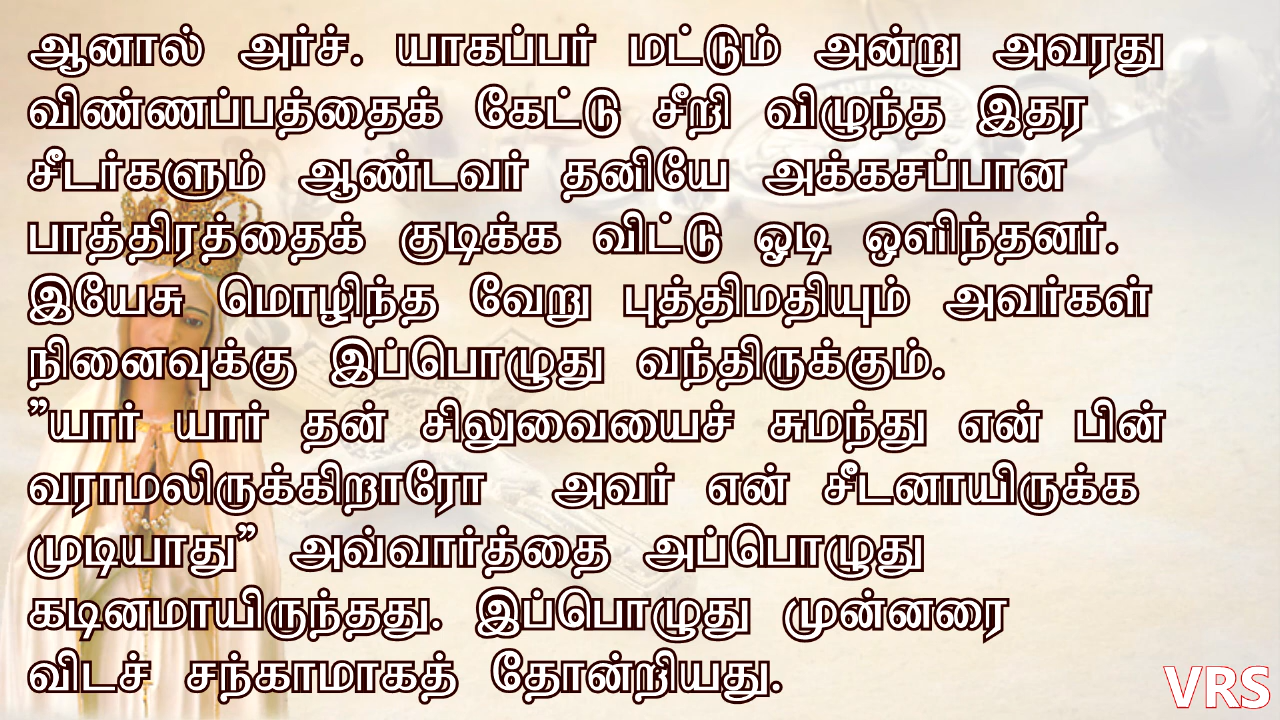 ஆனால் அர்ச். யாகப்பர் மட்டும் அன்று அவரது
விண்ணப்பத்தைக் கேட்டு சீறி விழுந்த இதர
சீடர்களும் ஆண்டவர் தனியே அக்கசப்பான
பாத்திரத்தைக் குடிக்க விட்டு ஓடி ஒளிந்தனர்.
இயேசு மொழிந்த வேறு புத்திமதியும் அவர்கள்
நினைவுக்கு இப்பொழுது வந்திருக்கும்.
”யார் யார் தன் சிலுவையைச் சுமந்து என் பின்
வராமலிருக்கிறாரோ அவர் என் சீடனாயிருக்க
முடியாது” அவ்வார்த்தை அப்பொழுது
கடினமாயிருந்தது. இப்பொழுது முன்னரை
விடச் சந்காமாகத் தோன்றியது.
VRS